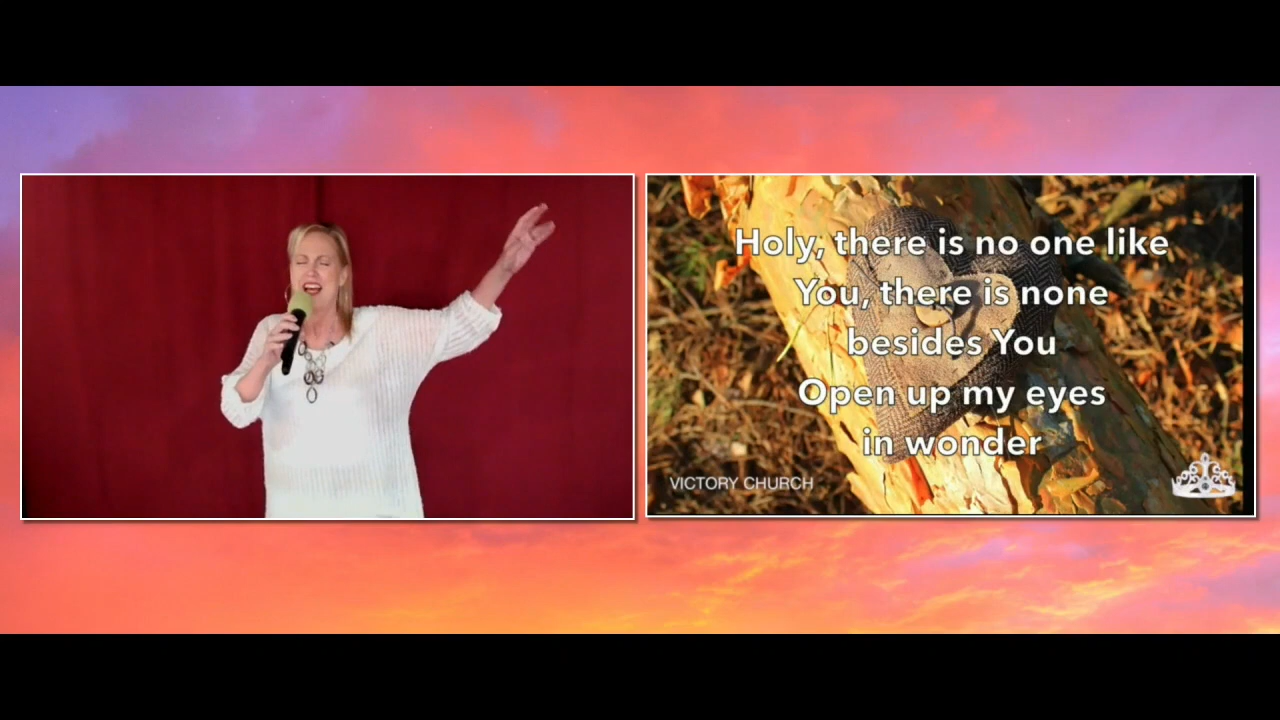 Holy, there is no one like
You, there is none
besides You
Open up my eyes
in wonder
VICTORY CHURCH